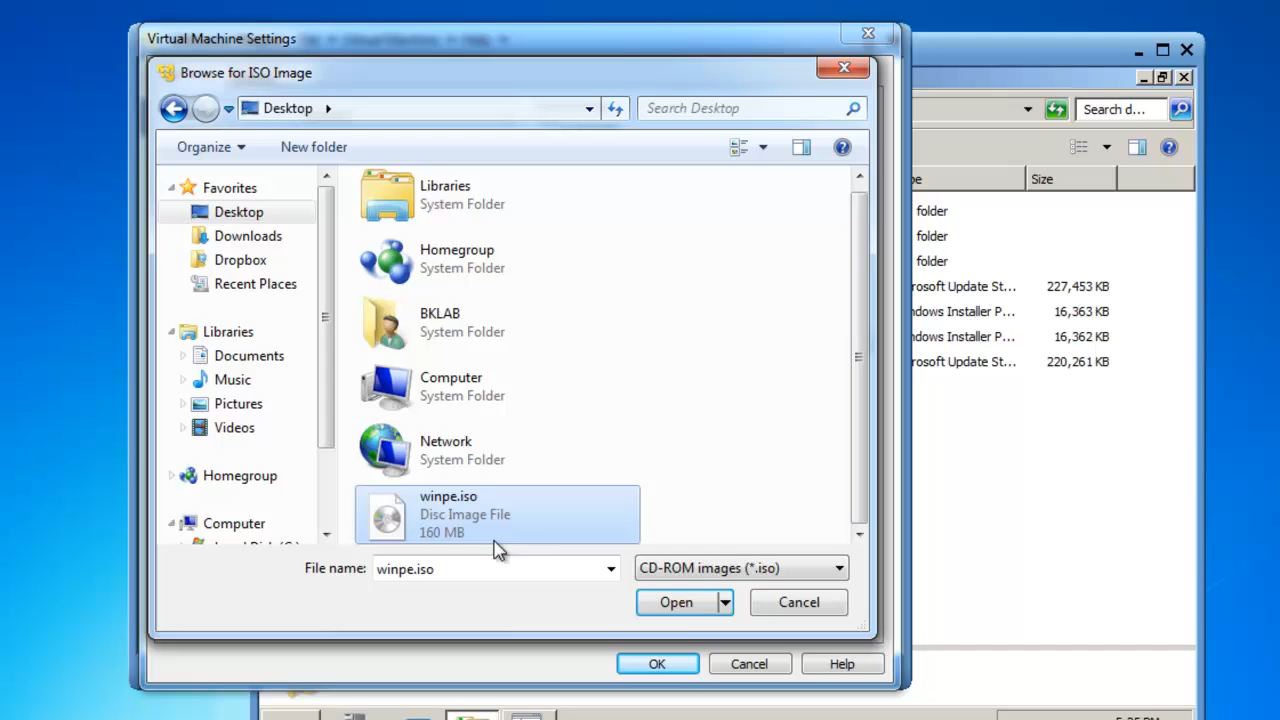 Virtual Machine Settings
Browse for ISO Image
Desktop
Search Desktop
Search d...
Organize
New folder
Favorites
Desktop
Downloads
Dropbox
Recent Places
Libraries
Documents
Music
Pictures
Videos
Homegroup
Computer
Libraries
System Folder
Homegroup
System Folder
BKLAB
System Folder
Computer
System Folder
Network
System Folder
winpe.iso
Disc Image File
160 MB
File name: winpe.iso
CD-ROM images (*.iso)
Open
Cancel
OK
Cancel
Help
pe
Size
folder
folder
folder
rosoft Update St... 227,453 KB
ndows Installer P... 16,363 KB
ndows Installer P... 16,362 KB
rosoft Update St... 220,261 KB